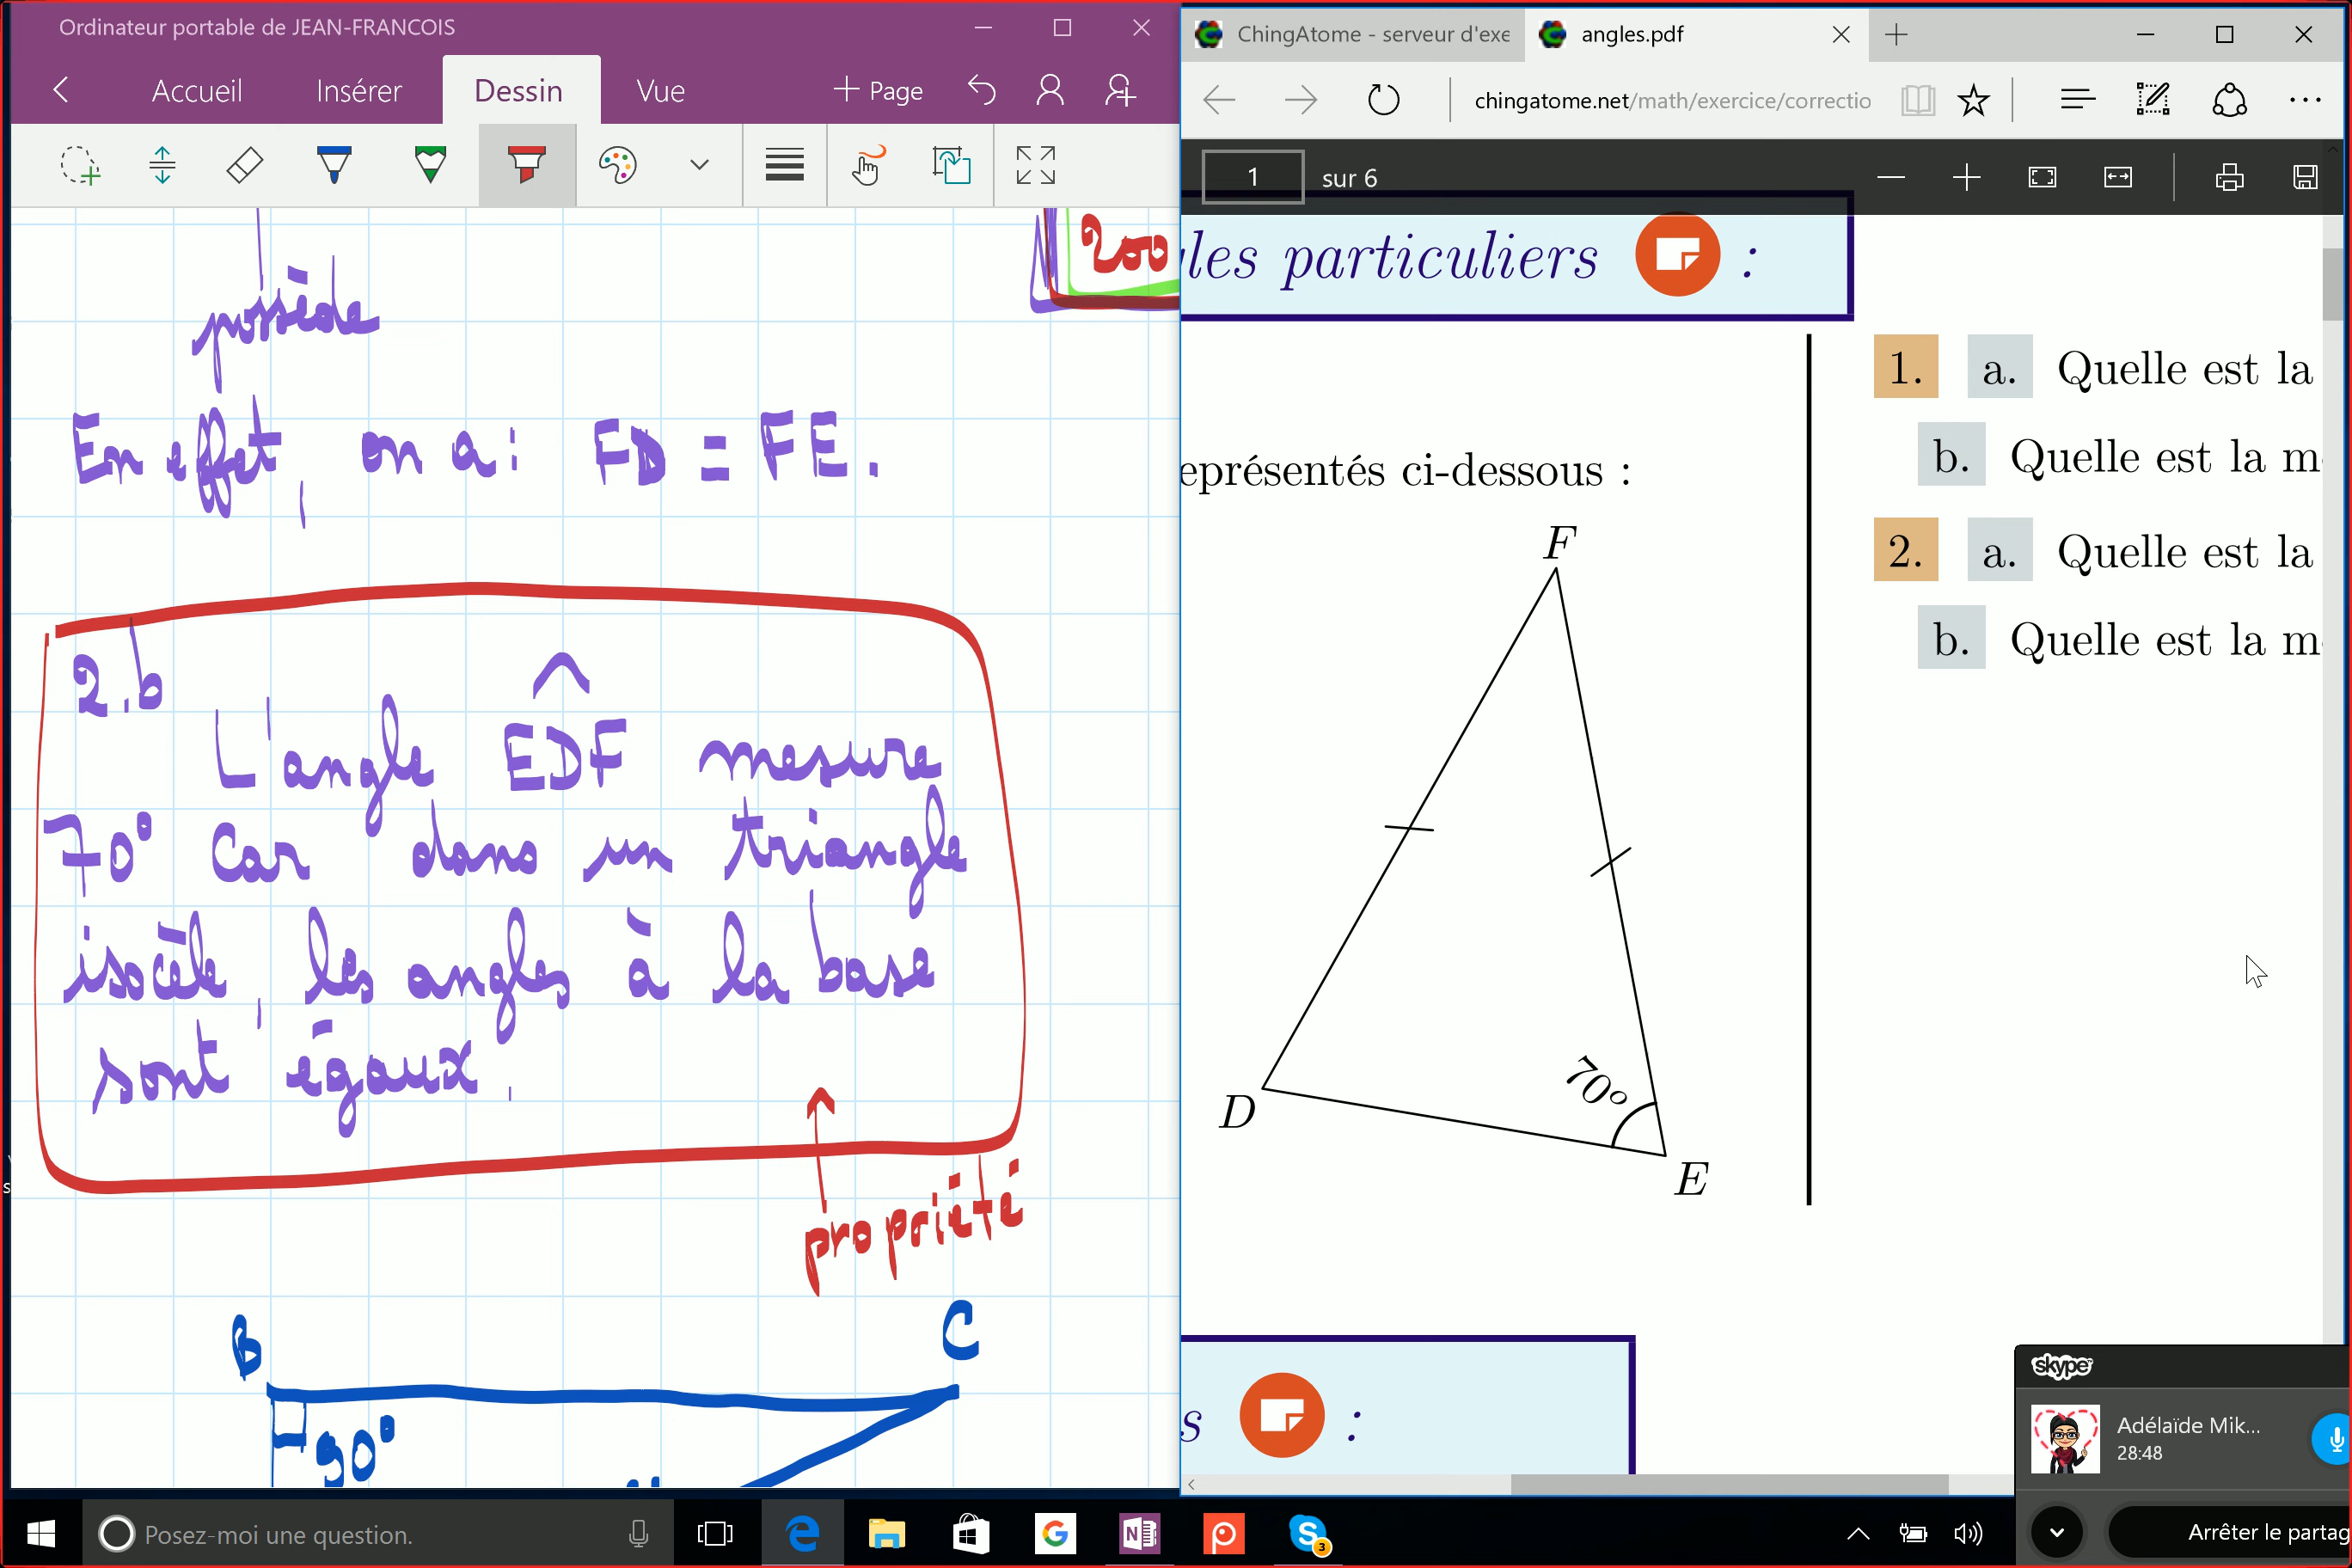 Ordinateur portable de JEAN-FRANCOIS
Accueil Insérer Dessin Vue + Page
200
possède
En effet, on a : FD = FE.
2.b
L'angle EDF mesure
70° car dans un triangle
isocèle, les angles à la base
sont égaux.
propriété
B C
90°
ChingAtome - serveur d'exe
angles.pdf
chingatome.net/math/exercice/correctio
1 sur 6
les particuliers :
eprésentés ci-dessous :
F
D
70°
E
1. a. Quelle est la
b. Quelle est la m
2. a. Quelle est la
b. Quelle est la m
s :
skype
Adélaïde Mik...
28:48
Arrêter le partag
Posez-moi une question.
3